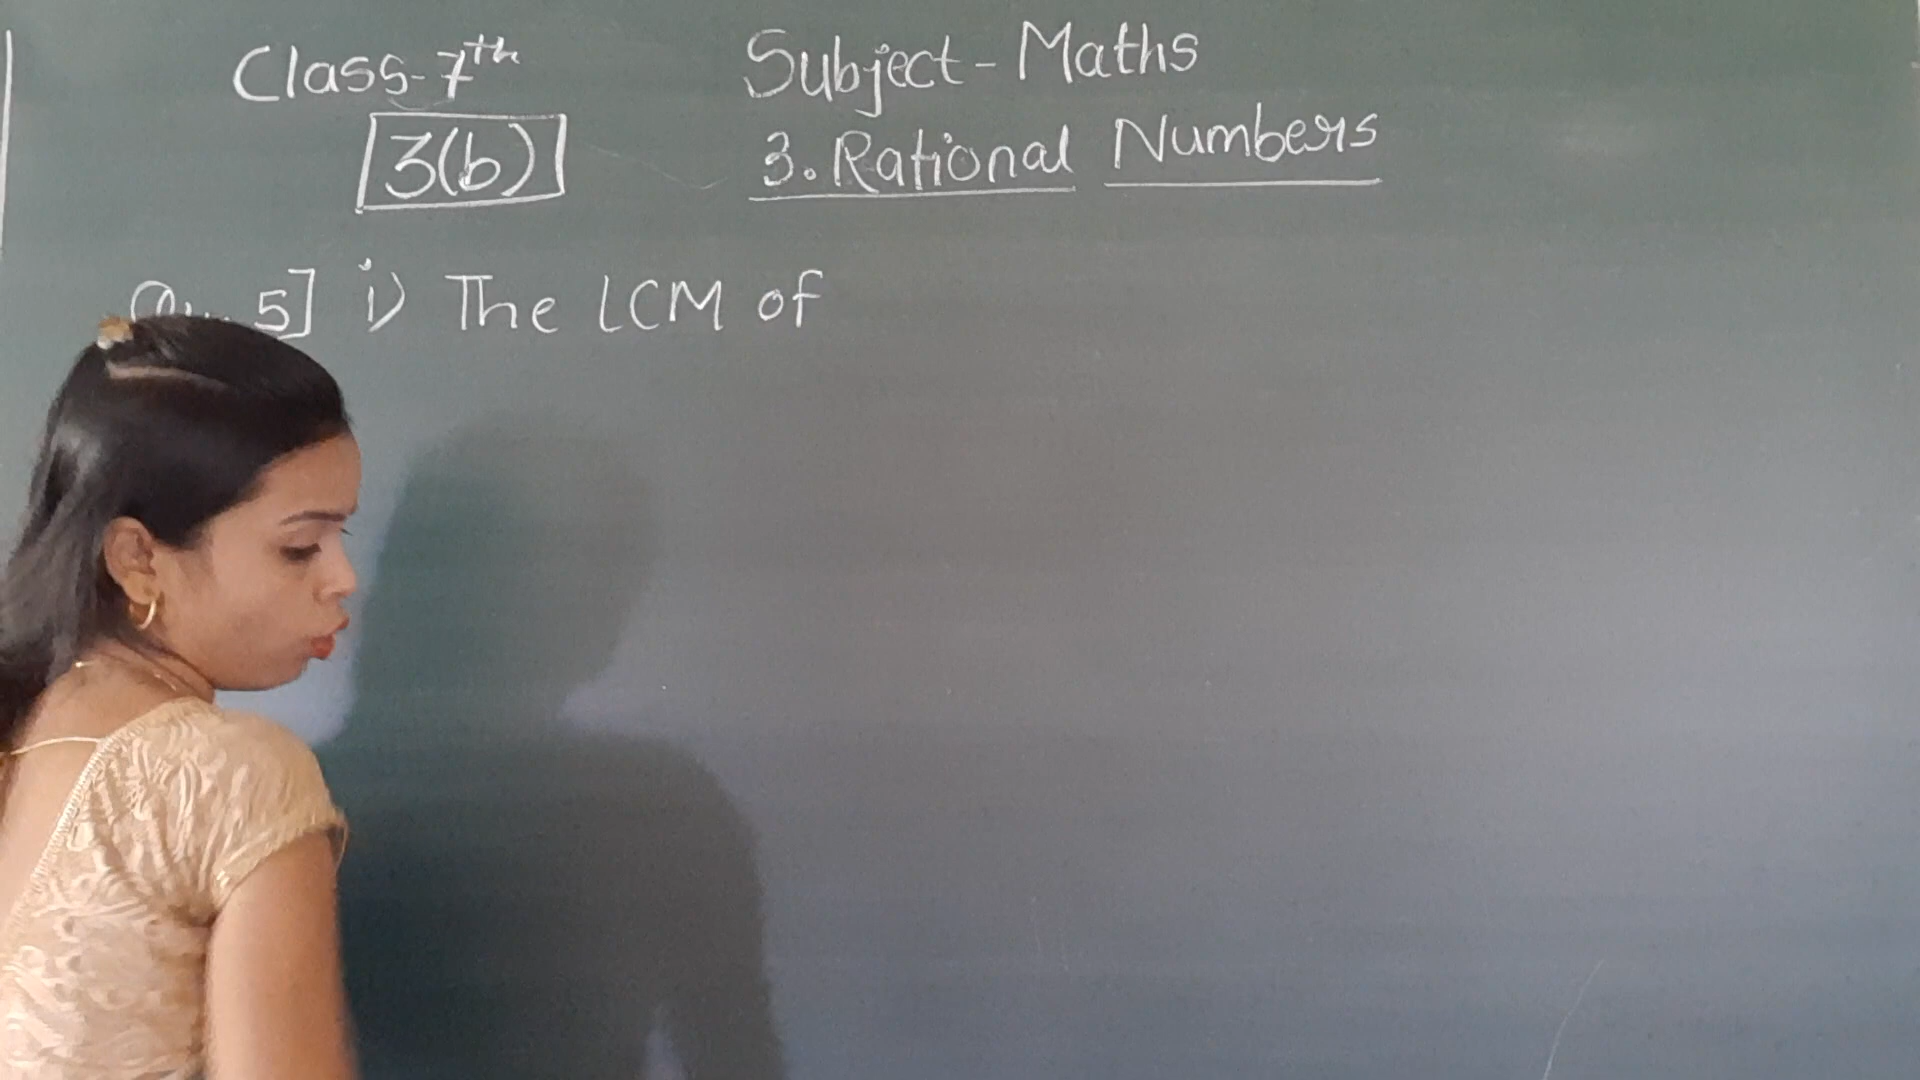 Class-7th Subject-Maths
3(b) 3. Rational Numbers
5] i) The LCM of